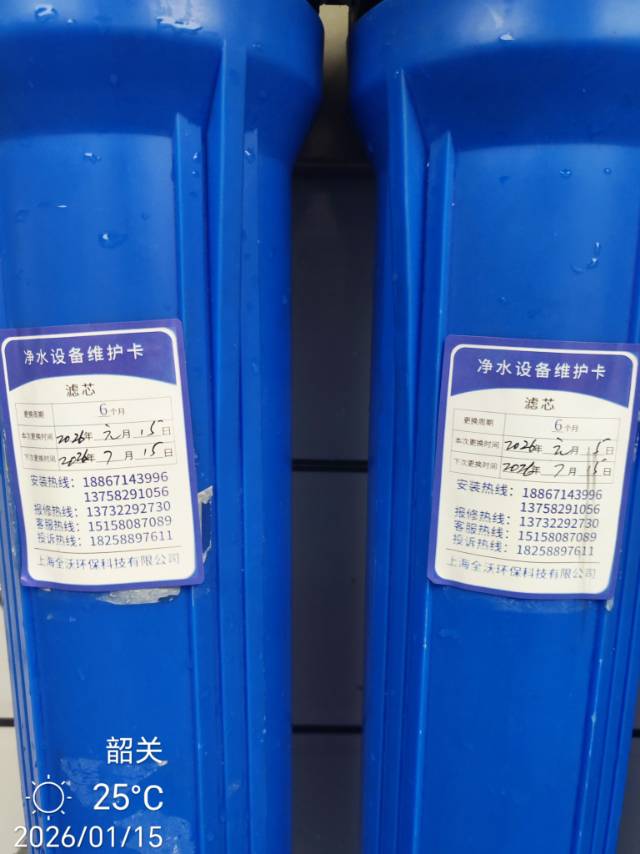 净水设备维护卡
滤芯
更换周期 6个月
本次更换时间 2026年 元月 15日
下次更换时间 2026年 7月 15日
安装热线：18867143996
13758291056
报修热线：13732292730
客服热线：15158087089
投诉热线：18258897611
上海全沃环保科技有限公司
净水设备维护卡
滤芯
更换周期 6个月
本次更换时间 2026年 元月 15日
下次更换时间 2026年 7月 15日
安装热线：18867143996
13758291056
报修热线：13732292730
客服热线：15158087089
投诉热线：18258897611
上海全沃环保科技有限公司
韶关
25°C
2026/01/15